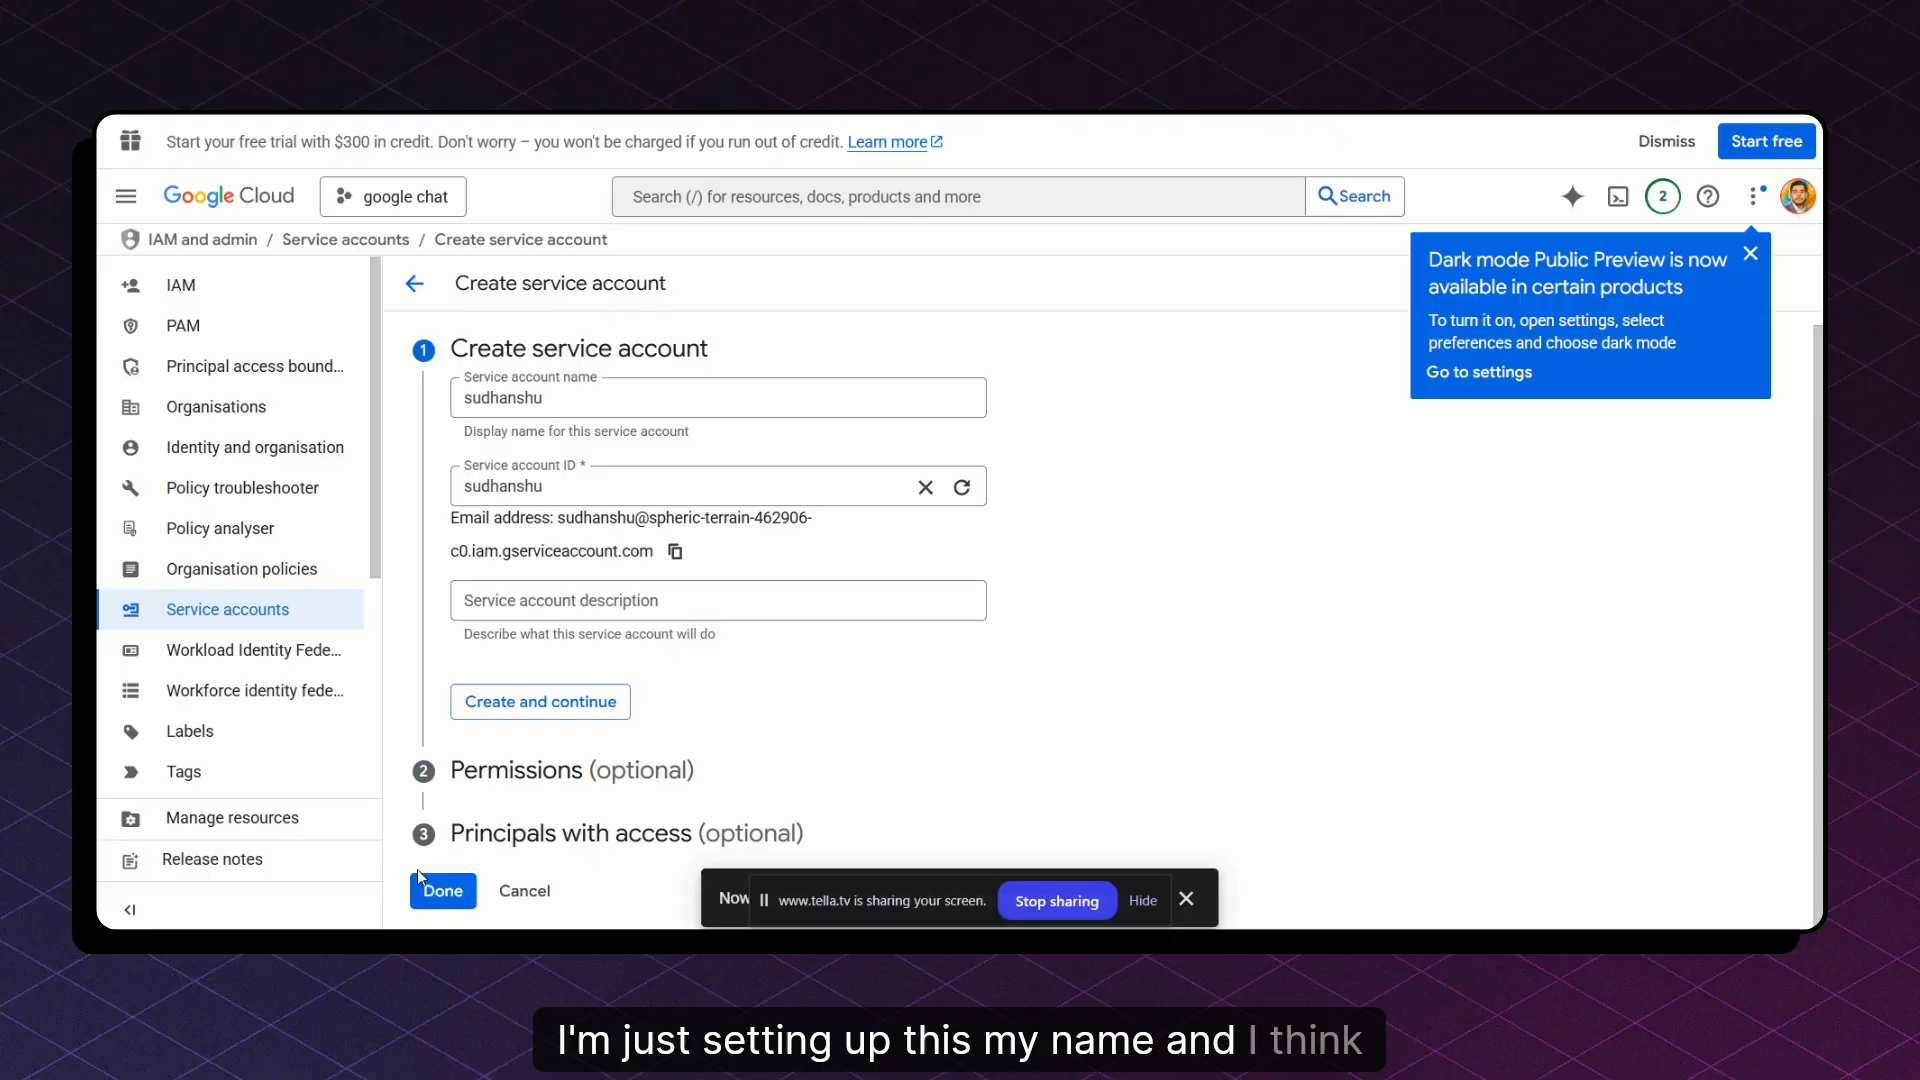 Start your free trial with $300 in credit. Don't worry – you won't be charged if you run out of credit. Learn more
Dismiss
Start free
Google Cloud
google chat
Search (/) for resources, docs, products and more
Search
2
IAM and admin / Service accounts / Create service account
Dark mode Public Preview is now
available in certain products
To turn it on, open settings, select
preferences and choose dark mode
Go to settings
IAM
PAM
Principal access bound...
Organisations
Identity and organisation
Policy troubleshooter
Policy analyser
Organisation policies
Service accounts
Workload Identity Fede...
Workforce identity fede...
Labels
Tags
Manage resources
Release notes
Create service account
1 Create service account
Service account name
sudhanshu
Display name for this service account
Service account ID *
sudhanshu
Email address: sudhanshu@spheric-terrain-462906-
c0.iam.gserviceaccount.com
Service account description
Describe what this service account will do
Create and continue
2 Permissions (optional)
3 Principals with access (optional)
Done
Cancel
Now
www.tella.tv is sharing your screen.
Stop sharing
Hide
I'm just setting up this my name and I think